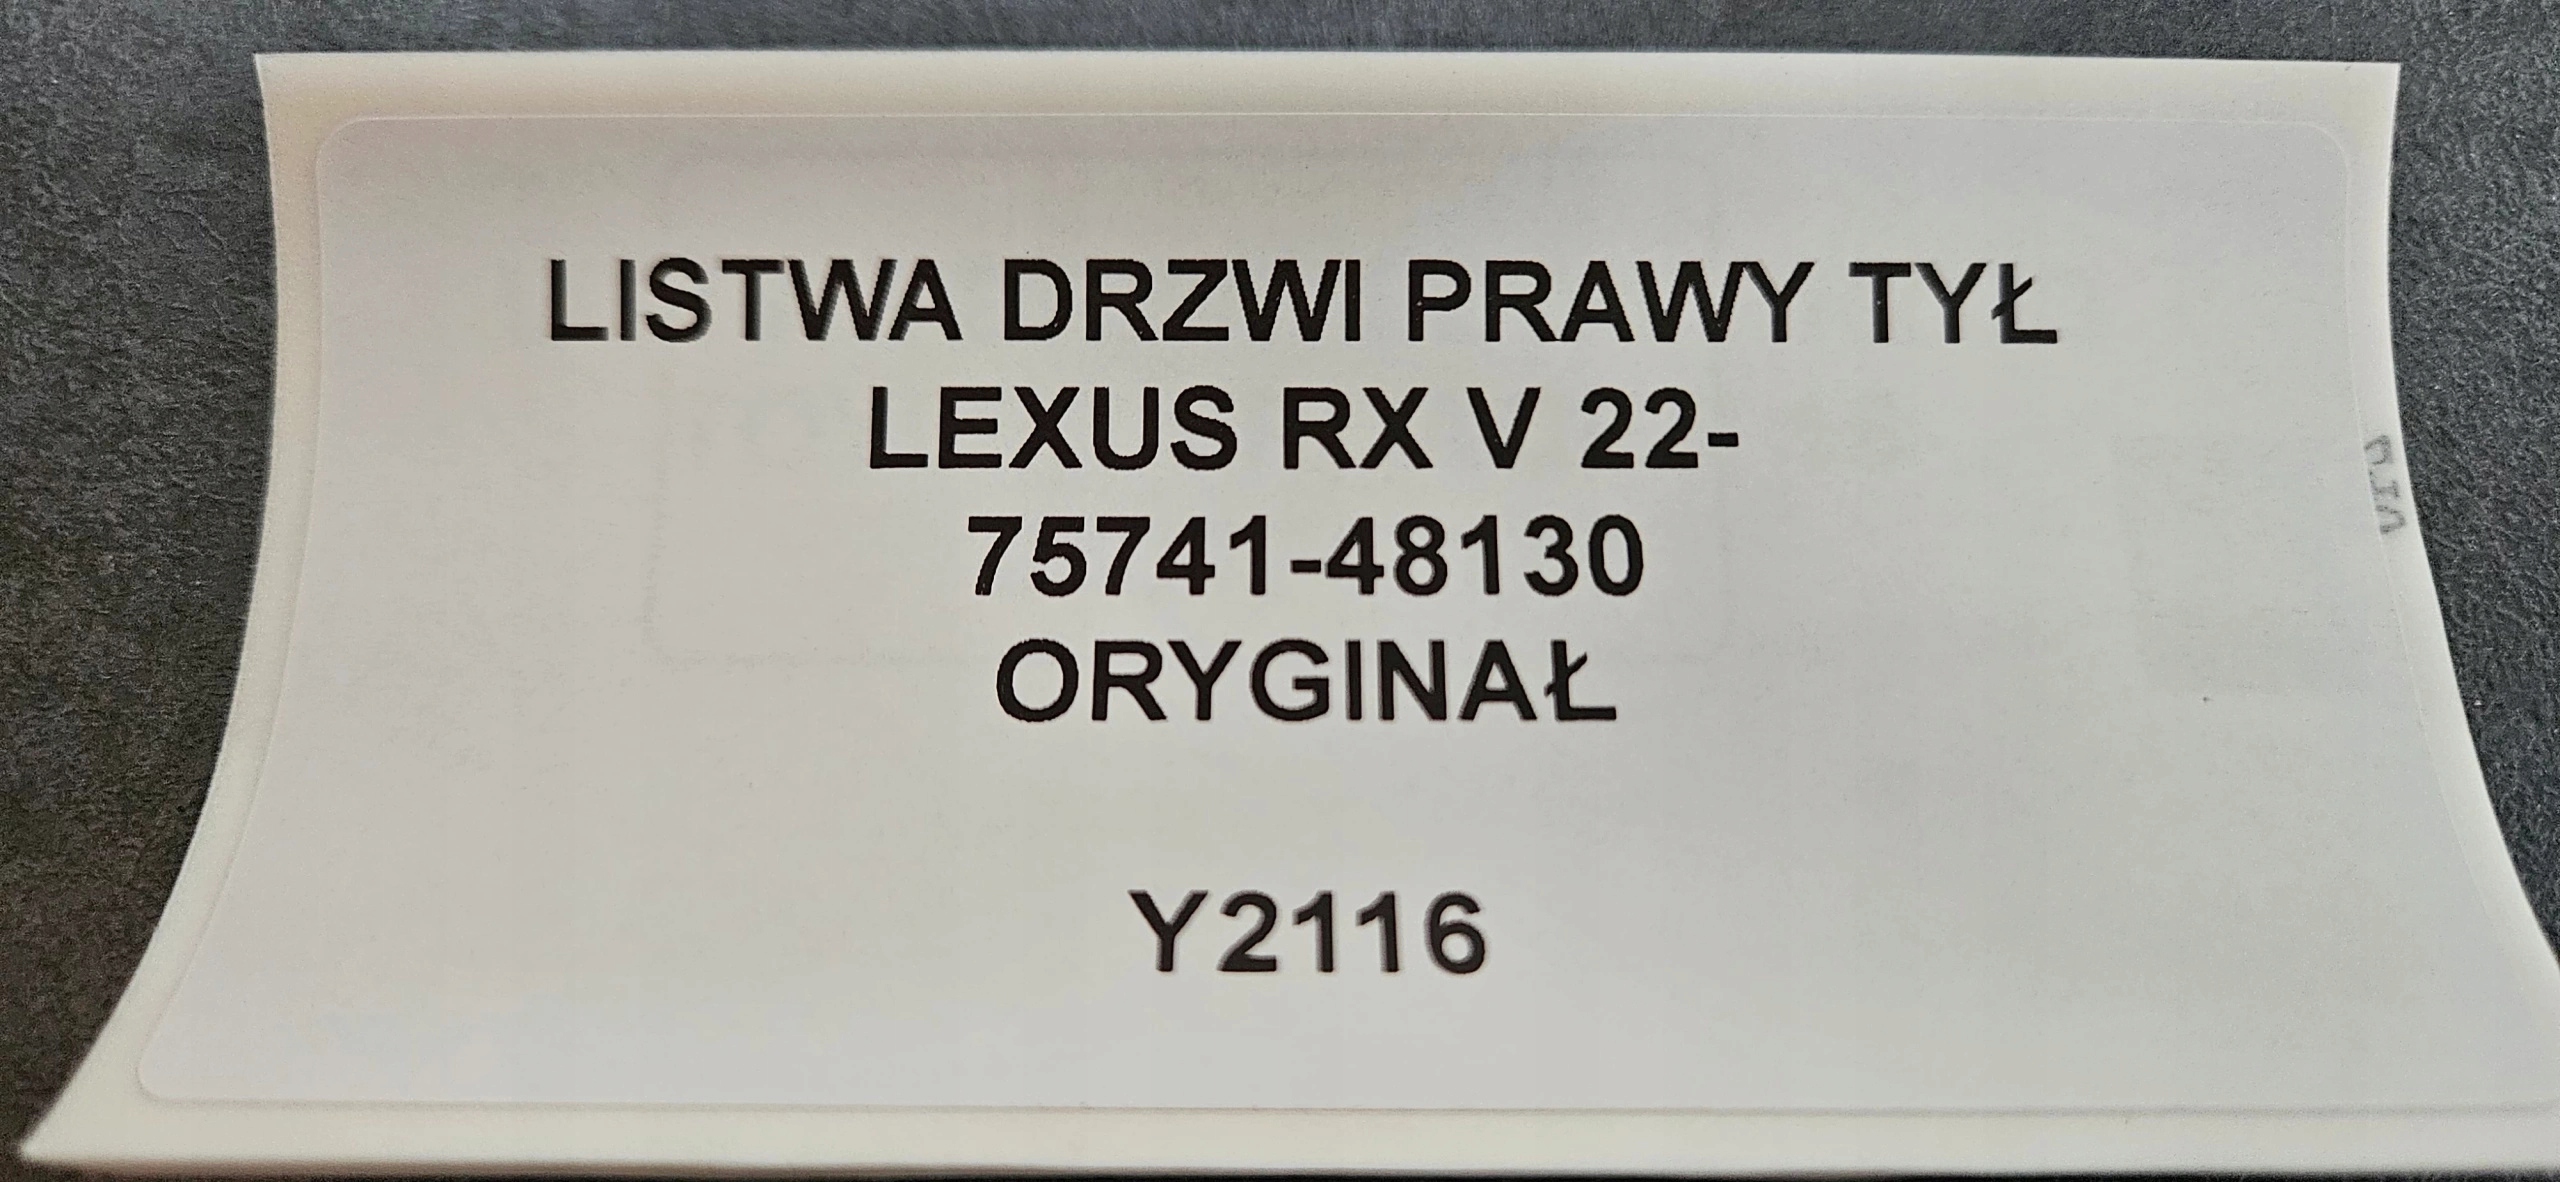 LISTWA DRZWI PRAWY TYŁ
LEXUS RX V 22-
75741-48130
ORYGINAŁ
Y2116